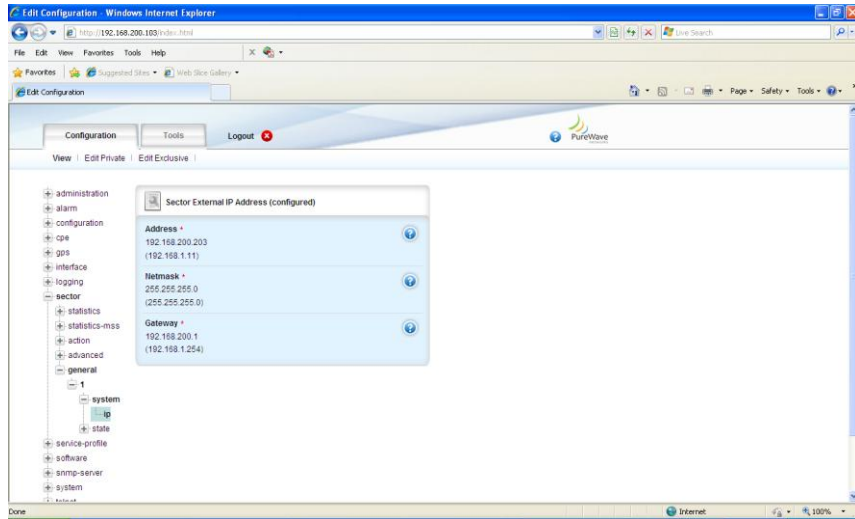 Edit Configuration - Windows Internet Explorer
http://192.168.200.103/index.html
Live Search
File Edit View Favorites Tools Help
Favorites Suggested Sites Web Slice Gallery
Edit Configuration
Page Safety Tools
Configuration Tools Logout
PureWave
View Edit Private Edit Exclusive
administration
alarm
configuration
cpe
gps
interface
logging
sector
statistics
statistics-mss
action
advanced
general
1
system
ip
state
service-profile
software
snmp-server
system
Sector External IP Address (configured)
Address *
192.168.200.203
(192.168.1.11)
Netmask *
255.255.255.0
(255.255.255.0)
Gateway *
192.168.200.1
(192.168.1.254)
Done Internet 100%